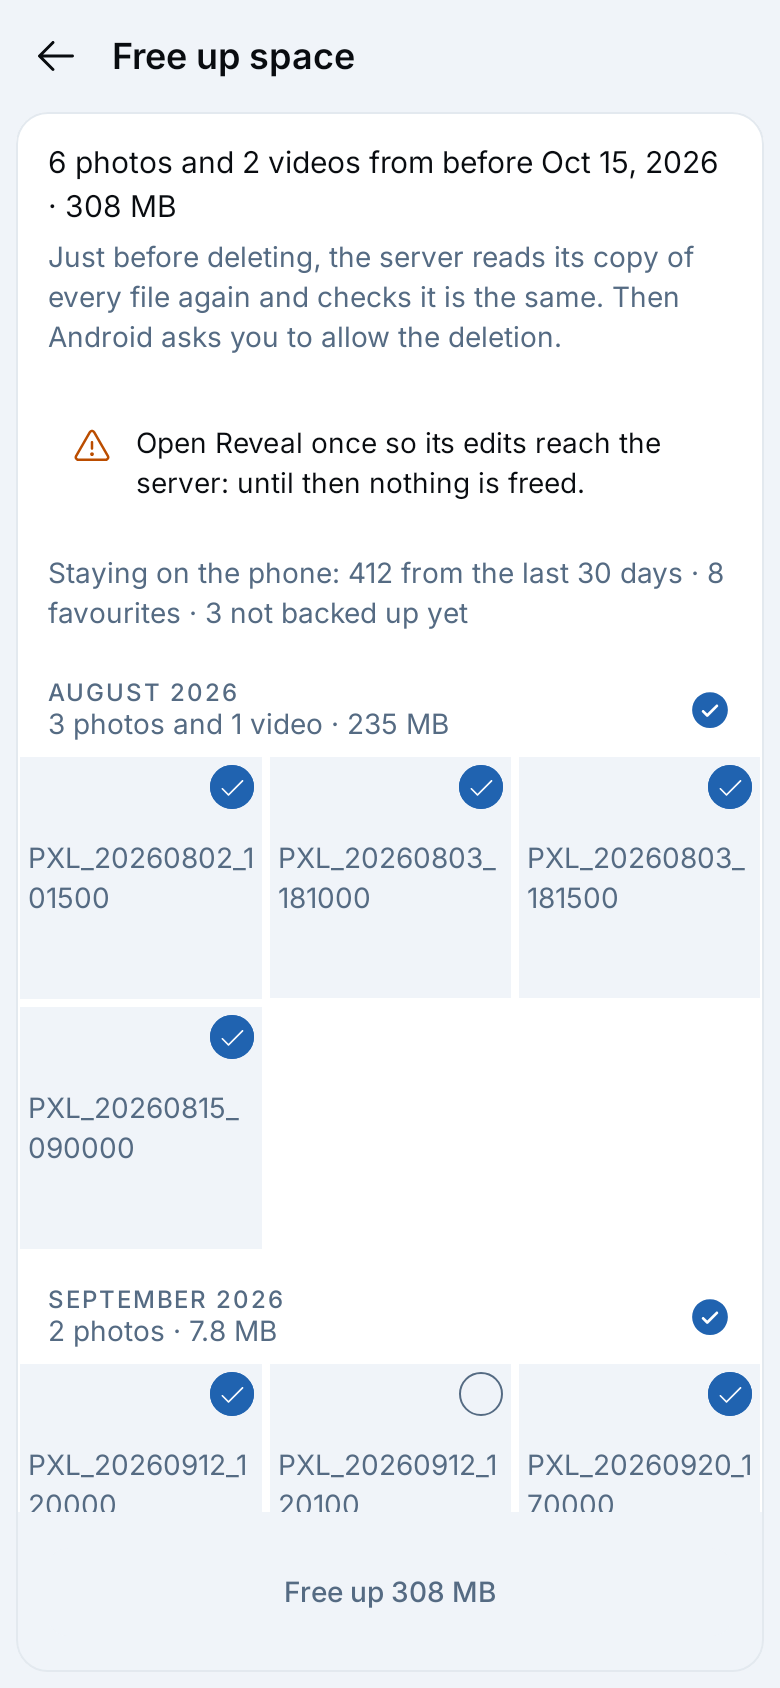 Free up space
6 photos and 2 videos from before Oct 15, 2026
· 308 MB
Just before deleting, the server reads its copy of
every file again and checks it is the same. Then
Android asks you to allow the deletion.
Open Reveal once so its edits reach the
server: until then nothing is freed.
Staying on the phone: 412 from the last 30 days · 8
favourites · 3 not backed up yet
AUGUST 2026
3 photos and 1 video · 235 MB
PXL_20260802_1
01500
PXL_20260803_
181000
PXL_20260803_
181500
PXL_20260815_
090000
SEPTEMBER 2026
2 photos · 7.8 MB
PXL_20260912_1
20000
PXL_20260912_1
20100
PXL_20260920_1
70000
Free up 308 MB